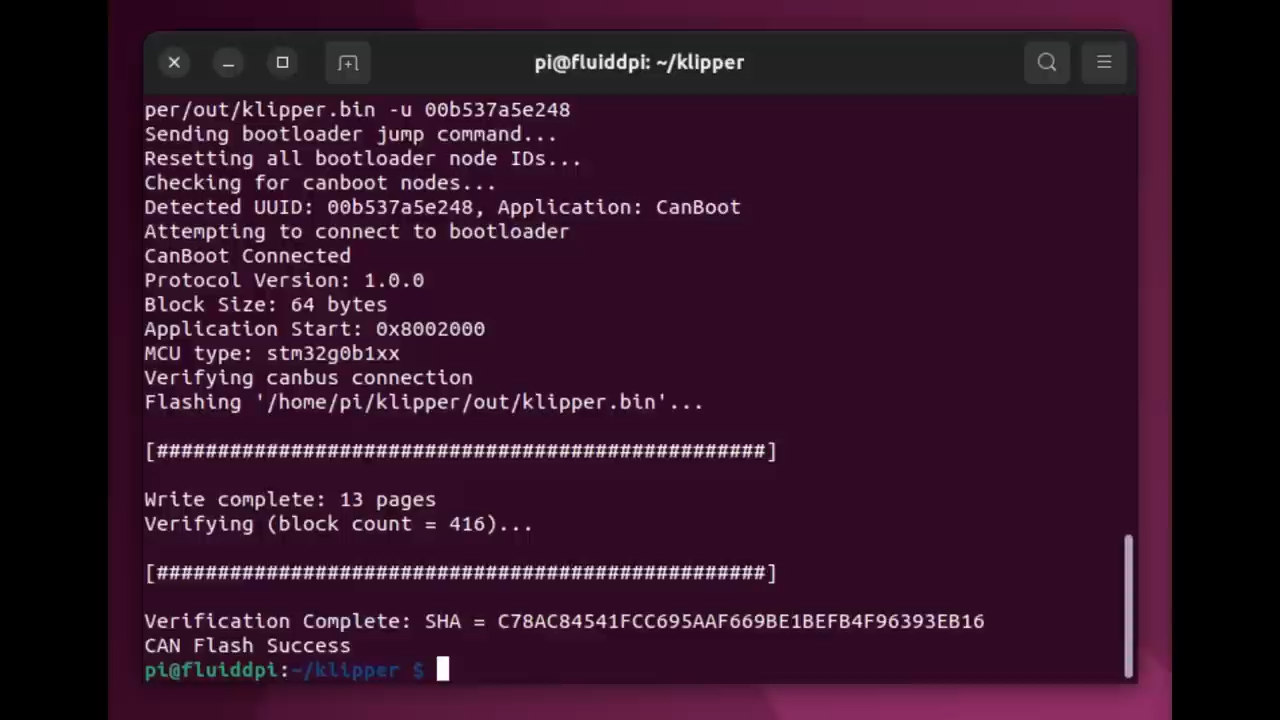 pi@fluiddpi: ~/klipper
per/out/klipper.bin -u 00b537a5e248
Sending bootloader jump command...
Resetting all bootloader node IDs...
Checking for canboot nodes...
Detected UUID: 00b537a5e248, Application: CanBoot
Attempting to connect to bootloader
CanBoot Connected
Protocol Version: 1.0.0
Block Size: 64 bytes
Application Start: 0x8002000
MCU type: stm32g0b1xx
Verifying canbus connection
Flashing '/home/pi/klipper/out/klipper.bin'...
[##################################################]
Write complete: 13 pages
Verifying (block count = 416)...
[##################################################]
Verification Complete: SHA = C78AC84541FCC695AAF669BE1BEFB4F96393EB16
CAN Flash Success
pi@fluiddpi:~/klipper $